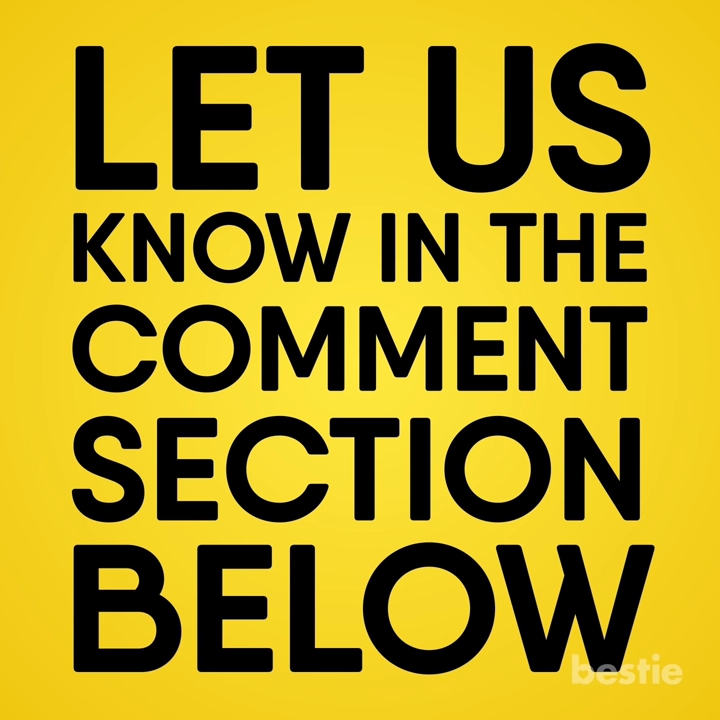 LET US
KNOW IN THE
COMMENT
SECTION
BELOW
bestie